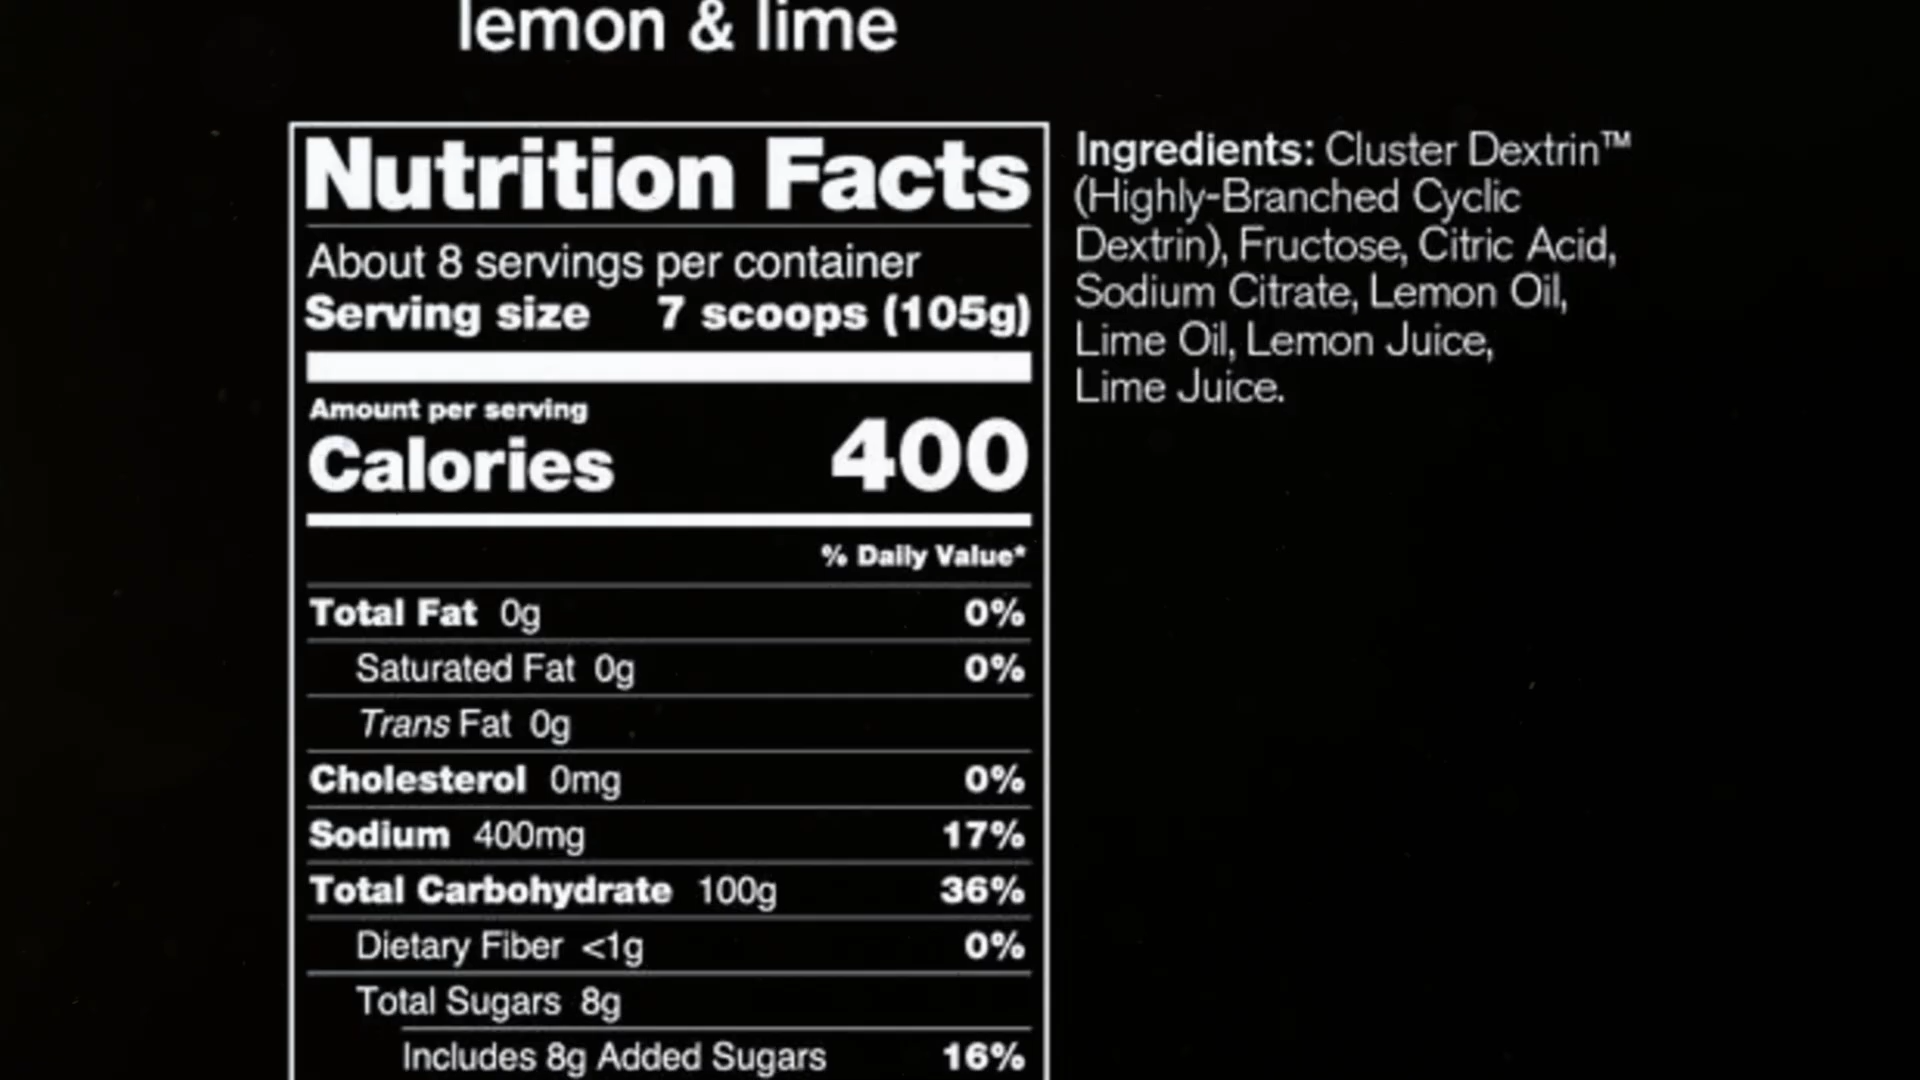 lemon & lime
Nutrition Facts
About 8 servings per container
Serving size 7 scoops (105g)
Amount per serving
Calories 400
% Daily Value*
Total Fat 0g 0%
Saturated Fat 0g 0%
Trans Fat 0g
Cholesterol 0mg 0%
Sodium 400mg 17%
Total Carbohydrate 100g 36%
Dietary Fiber <1g 0%
Total Sugars 8g
Includes 8g Added Sugars 16%
Ingredients: Cluster Dextrin™
(Highly-Branched Cyclic
Dextrin), Fructose, Citric Acid,
Sodium Citrate, Lemon Oil,
Lime Oil, Lemon Juice,
Lime Juice.